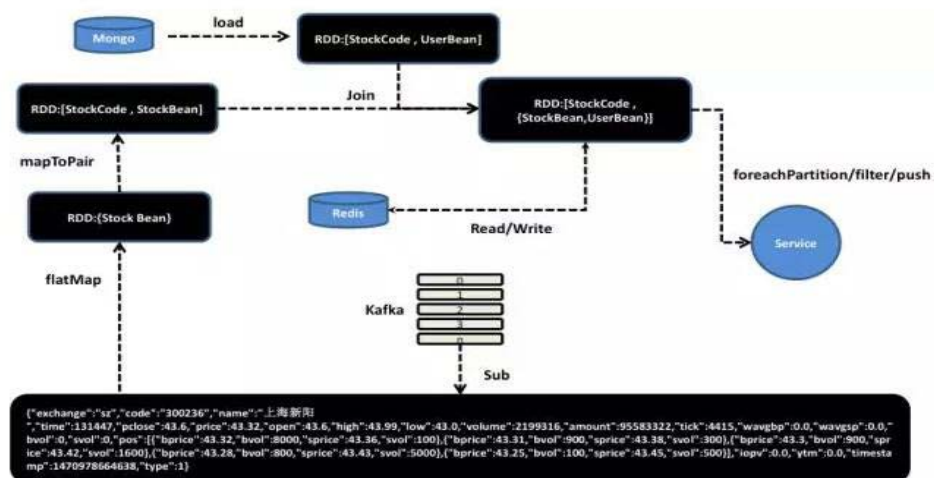 Mongo
load
RDD:[StockCode , UserBean]
RDD:[StockCode , StockBean]
Join
RDD:[StockCode ,
{StockBean,UserBean}]
mapToPair
foreachPartition/filter/push
RDD:{Stock Bean}
Redis
Read/Write
Service
flatMap
Kafka
0
1
2
3
n
Sub
{"exchange":"sz","code":"300236","name":"上海新阳
","time":131447,"pclose":43.6,"price":43.32,"open":43.6,"high":43.99,"low":43.0,"volume":2199316,"amount":95583322,"tick":4415,"wavgbp":0.0,"wavgsp":0.0,"
bvol":0,"svol":0,"pos":[{"bprice":43.32,"bvol":8000,"sprice":43.36,"svol":100},{"bprice":43.31,"bvol":900,"sprice":43.38,"svol":300},{"bprice":43.3,"bvol":900,"spr
ice":43.42,"svol":1600},{"bprice":43.28,"bvol":800,"sprice":43.43,"svol":5000},{"bprice":43.25,"bvol":100,"sprice":43.45,"svol":500}],"iopv":0.0,"ytm":0.0,"timesta
mp":1470978664638,"type":1}